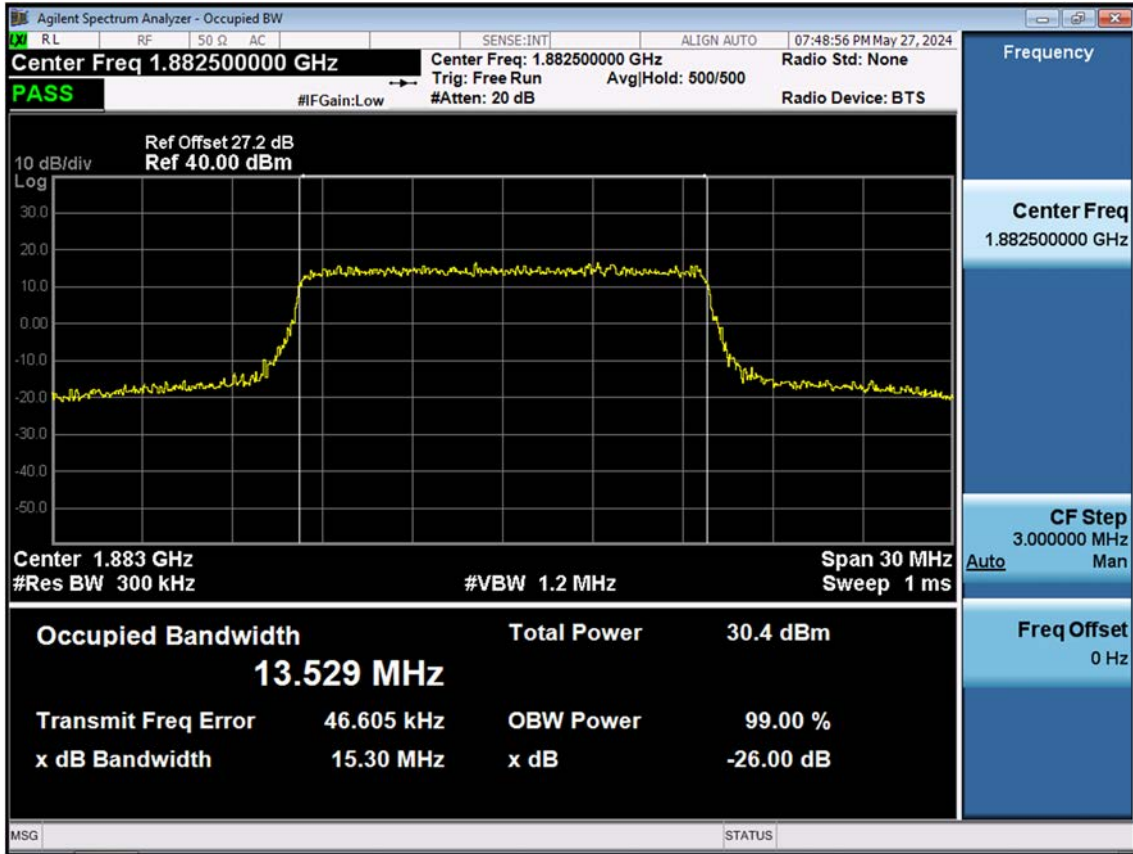 Agilent Spectrum Analyzer - Occupied BW
LXI RL RF 50 Ω AC SENSE:INT ALIGN AUTO 07:48:56 PM May 27, 2024
Center Freq 1.882500000 GHz
Center Freq: 1.882500000 GHz
Radio Std: None
Trig: Free Run Avg|Hold: 500/500
PASS
#IFGain:Low
#Atten: 20 dB
Radio Device: BTS
Ref Offset 27.2 dB
10 dB/div Ref 40.00 dBm
Log
30.0
20.0
10.0
0.00
-10.0
-20.0
-30.0
-40.0
-50.0
Center 1.883 GHz Span 30 MHz
#Res BW 300 kHz #VBW 1.2 MHz Sweep 1 ms
Occupied Bandwidth Total Power 30.4 dBm
13.529 MHz
Transmit Freq Error 46.605 kHz OBW Power 99.00 %
x dB Bandwidth 15.30 MHz x dB -26.00 dB
MSG STATUS
Frequency
Center Freq
1.882500000 GHz
CF Step
3.000000 MHz
Auto Man
Freq Offset
0 Hz